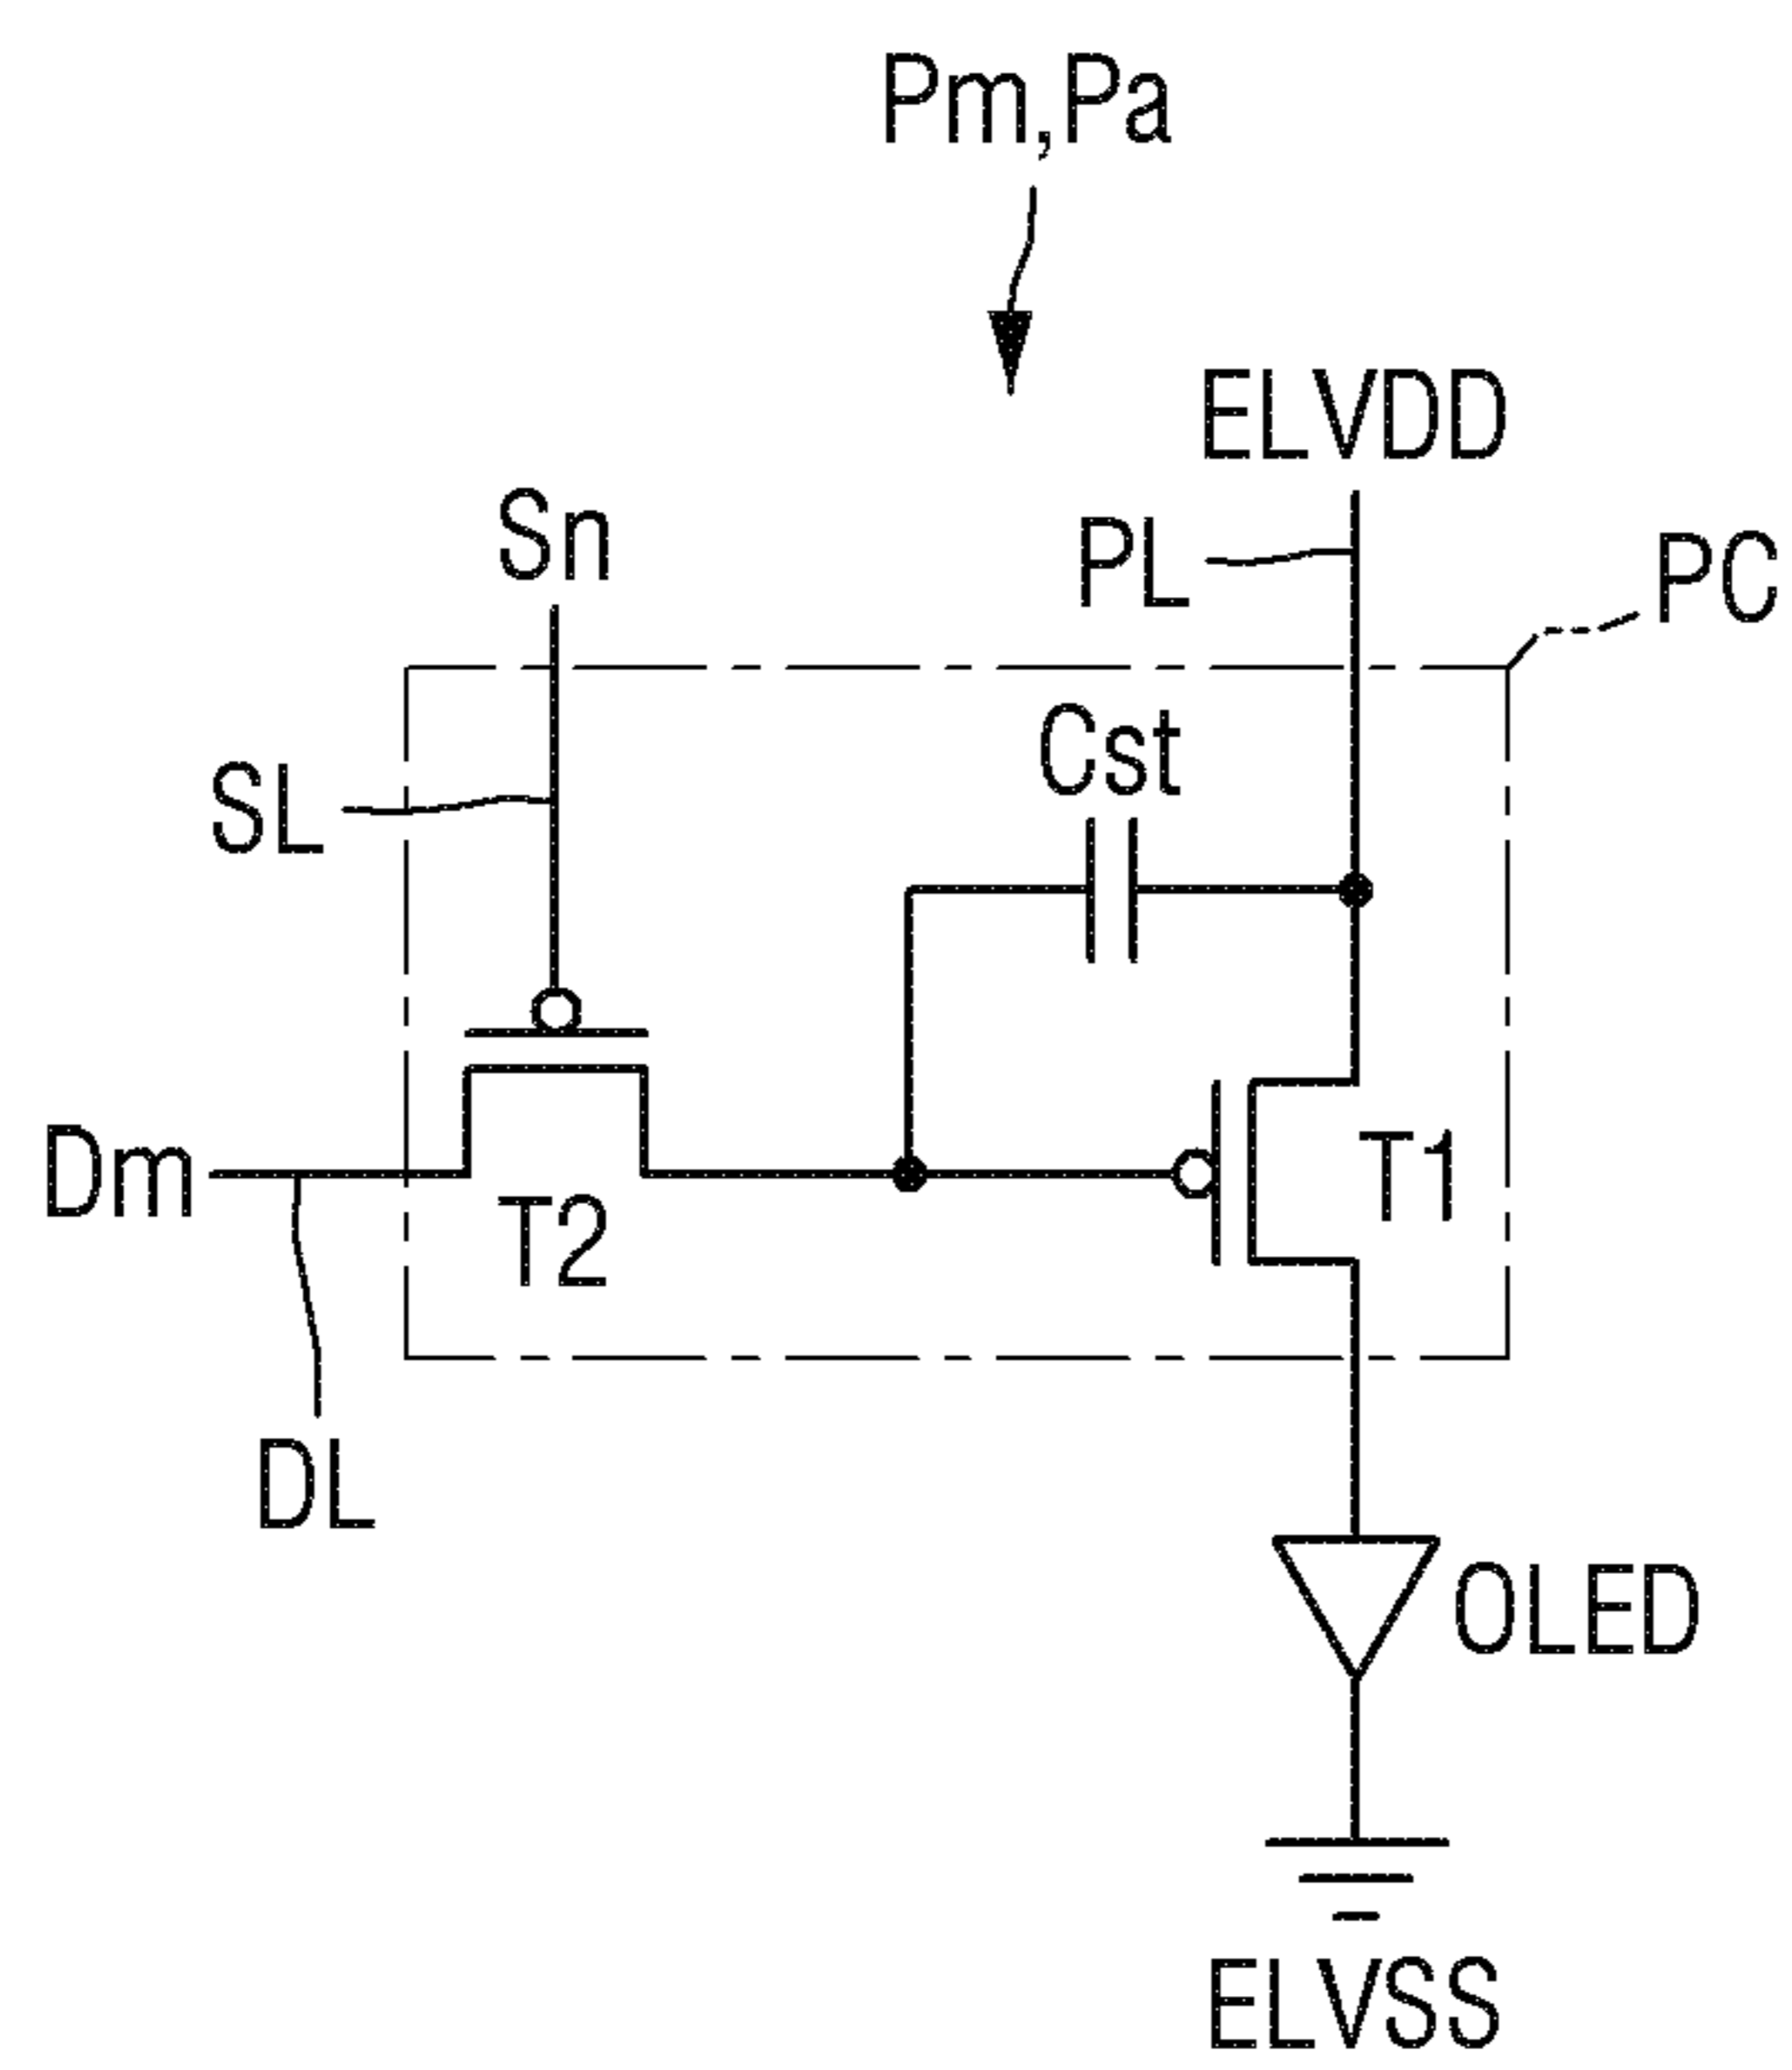 Pm,Pa
ELVDD
Sn
PL
PC
Cst
SL
Dm
T1
T2
DL
OLED
ELVSS